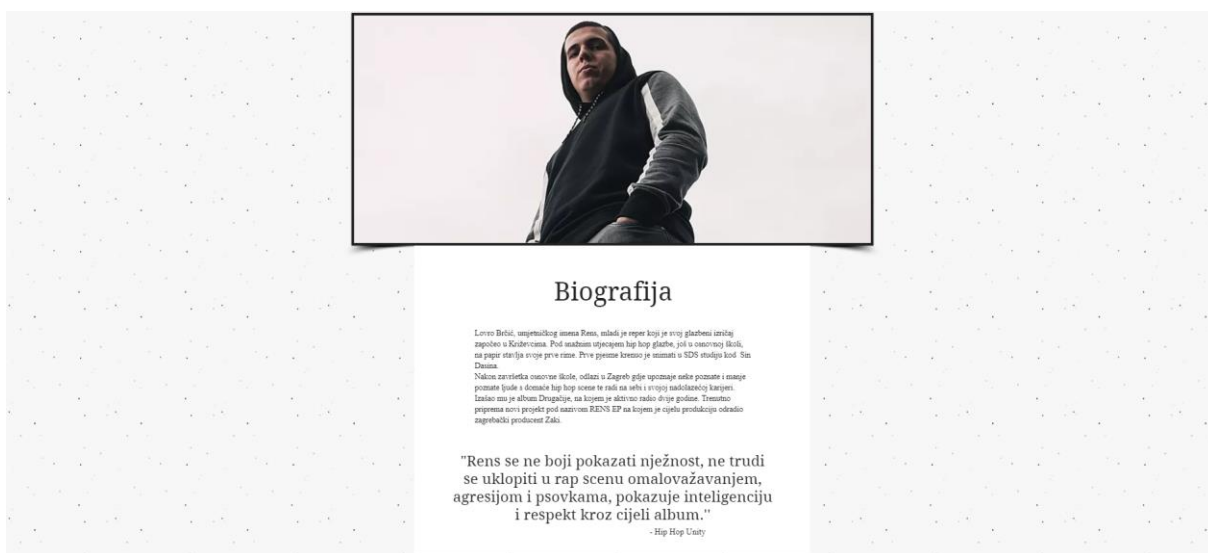 Biografija
Lovro Brčić, umjetničkog imena Rens, mladi je reper koji je svoj glazbeni izričaj
započeo u Križevcima. Pod snažnim utjecajem hip hop glazbe, još u osnovnoj školi,
na papir stavlja svoje prve rime. Prve pjesme krenuo je snimati u SDS studiju kod Sin
Dauna.
Nakon završetka osnovne škole, odlazi u Zagreb gdje upoznaje neke poznate i manje
poznate ljude s domaće hip hop scene te radi na sebi i svojoj nadolazećoj karijeri.
Izašao mu je album Drugačije, na kojem je aktivno radio dvije godine. Trenutno
priprema novi projekt pod nazivom RENS EP na kojem je cijelu produkciju odradio
zagrebački producent Zaki.
"Rens se ne boji pokazati nježnost, ne trudi
se uklopiti u rap scenu omalovažavanjem,
agresijom i psovkama, pokazuje inteligenciju
i respekt kroz cijeli album."
- Hip Hop Unity